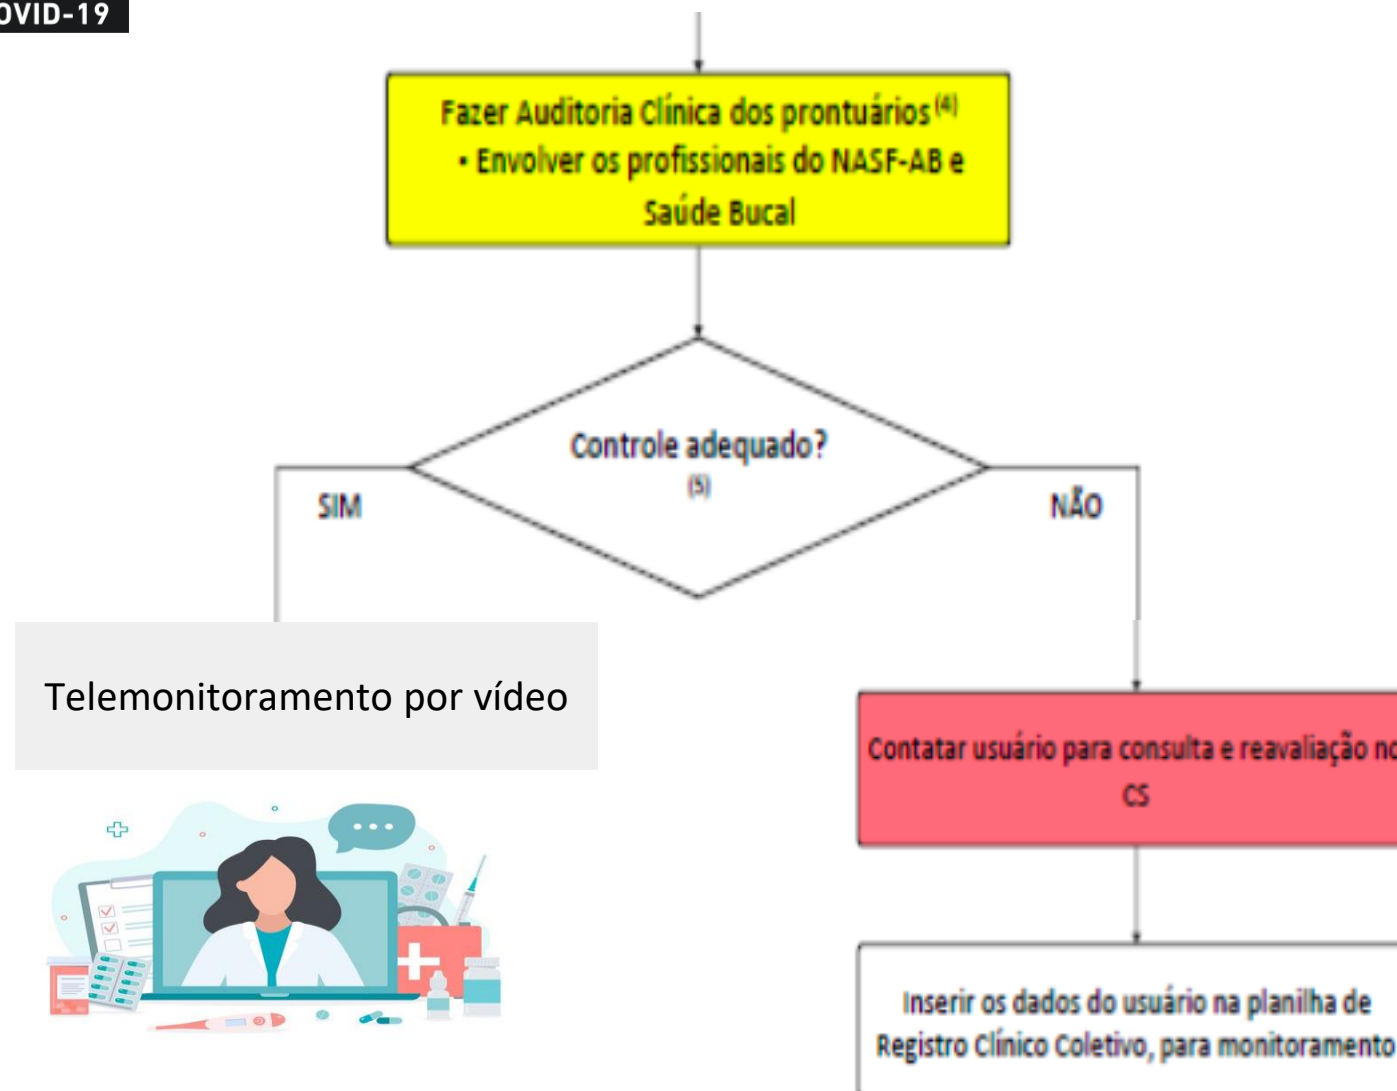 OVID-19
Fazer Auditoria Clínica dos prontuários (4)
• Envolver os profissionais do NASF-AB e
Saúde Bucal
Controle adequado?
(5)
SIM
NÃO
Telemonitoramento por vídeo
Contatar usuário para consulta e reavaliação no
CS
Inserir os dados do usuário na planilha de
Registro Clínico Coletivo, para monitoramento